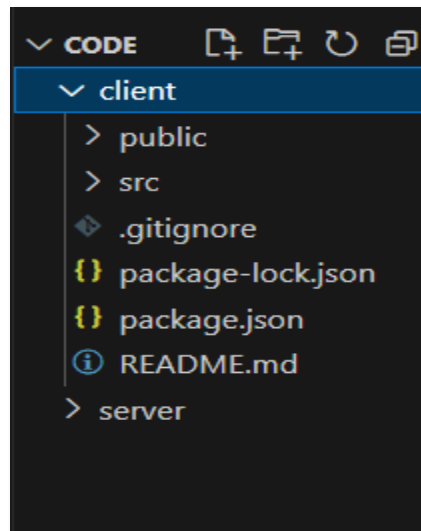 CODE
client
public
src
.gitignore
package-lock.json
package.json
README.md
server